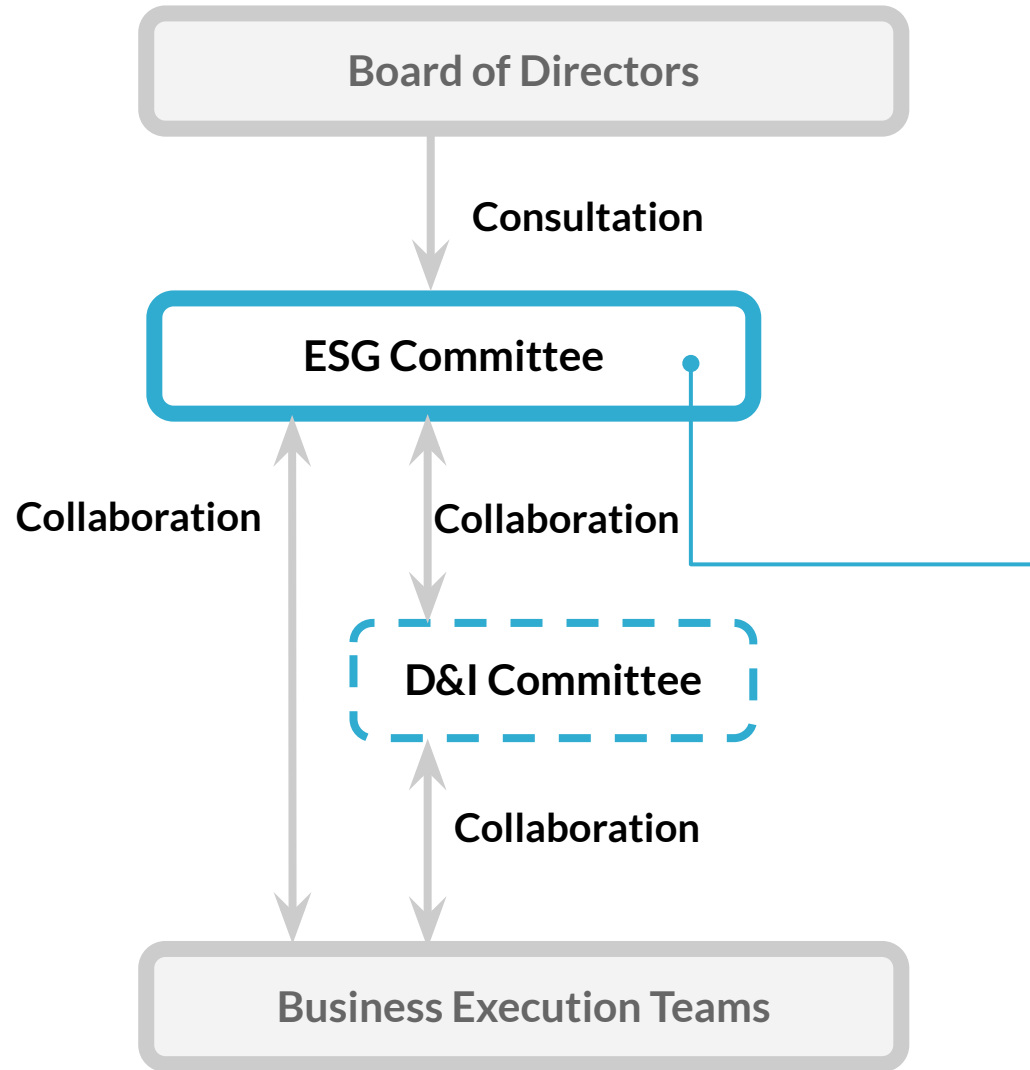 Board of Directors
Consultation
ESG Committee
Collaboration
Collaboration
D&I Committee
Collaboration
Business Execution Teams